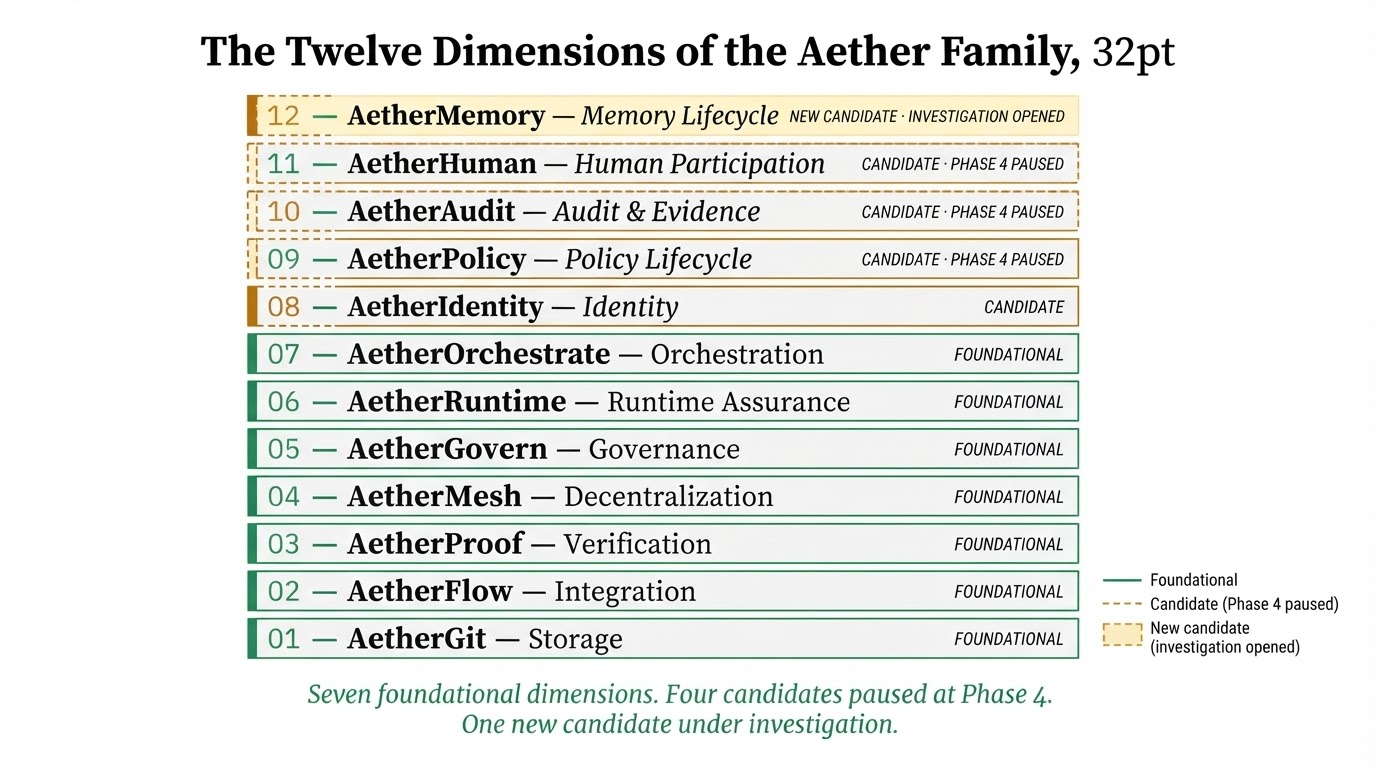 The Twelve Dimensions of the Aether Family, 32pt
12 — AetherMemory — Memory Lifecycle NEW CANDIDATE · INVESTIGATION OPENED
11 — AetherHuman — Human Participation CANDIDATE · PHASE 4 PAUSED
10 — AetherAudit — Audit & Evidence CANDIDATE · PHASE 4 PAUSED
09 — AetherPolicy — Policy Lifecycle CANDIDATE · PHASE 4 PAUSED
08 — AetherIdentity — Identity CANDIDATE
07 — AetherOrchestrate — Orchestration FOUNDATIONAL
06 — AetherRuntime — Runtime Assurance FOUNDATIONAL
05 — AetherGovern — Governance FOUNDATIONAL
04 — AetherMesh — Decentralization FOUNDATIONAL
03 — AetherProof — Verification FOUNDATIONAL
02 — AetherFlow — Integration FOUNDATIONAL
01 — AetherGit — Storage FOUNDATIONAL
Foundational
Candidate (Phase 4 paused)
New candidate
(investigation opened)
Seven foundational dimensions. Four candidates paused at Phase 4.
One new candidate under investigation.